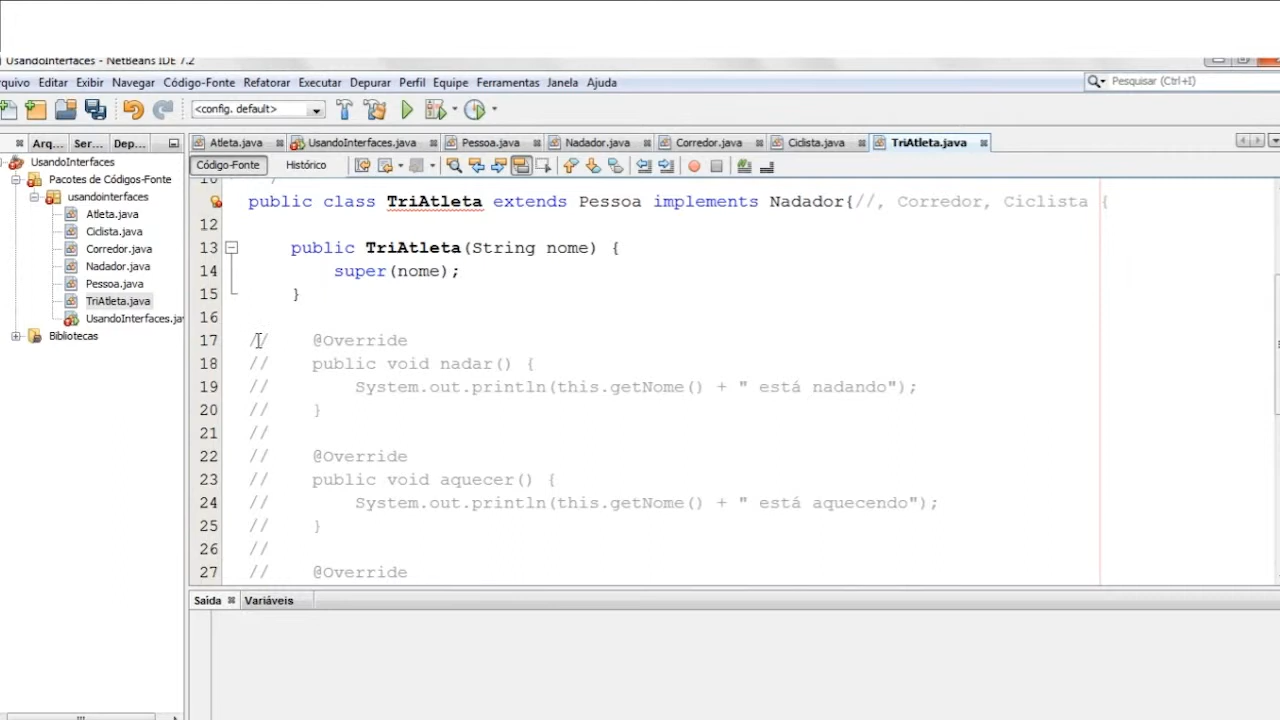 UsandoInterfaces - NetBeans IDE 7.2
rquivo Editar Exibir Navegar Código-Fonte Refatorar Executar Depurar Perfil Equipe Ferramentas Janela Ajuda Pesquisar (Ctrl+I)
<config. default>
Arq... Ser... Dep... Atleta.java UsandoInterfaces.java Pessoa.java Nadador.java Corredor.java Ciclista.java TriAtleta.java
UsandoInterfaces
Código-Fonte Histórico
Pacotes de Códigos-Fonte
usandointerfaces
Atleta.java
Ciclista.java
Corredor.java
Nadador.java
Pessoa.java
TriAtleta.java
UsandoInterfaces.jav
Bibliotecas
10 */
public class TriAtleta extends Pessoa implements Nadador{//, Corredor, Ciclista {
12
13 public TriAtleta(String nome) {
14 super(nome);
15 }
16
17 // @Override
18 // public void nadar() {
19 // System.out.println(this.getNome() + " está nadando");
20 // }
21 //
22 // @Override
23 // public void aquecer() {
24 // System.out.println(this.getNome() + " está aquecendo");
25 // }
26 //
27 // @Override
Saída Variáveis